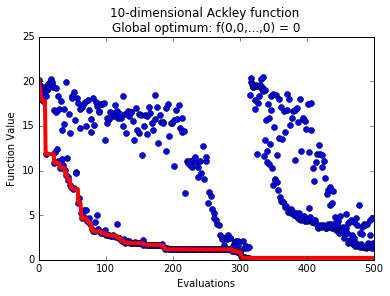 10-dimensional Ackley function
Global optimum: f(0,0,...,0) = 0
Function Value
25
20
15
10
5
0
0 100 200 300 400 500
Evaluations